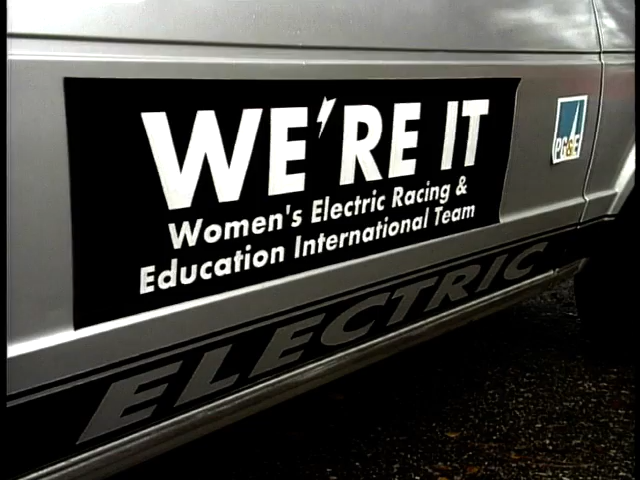 WE'RE IT
Women's Electric Racing &
Education International Team
PG&E
ELECTRIC